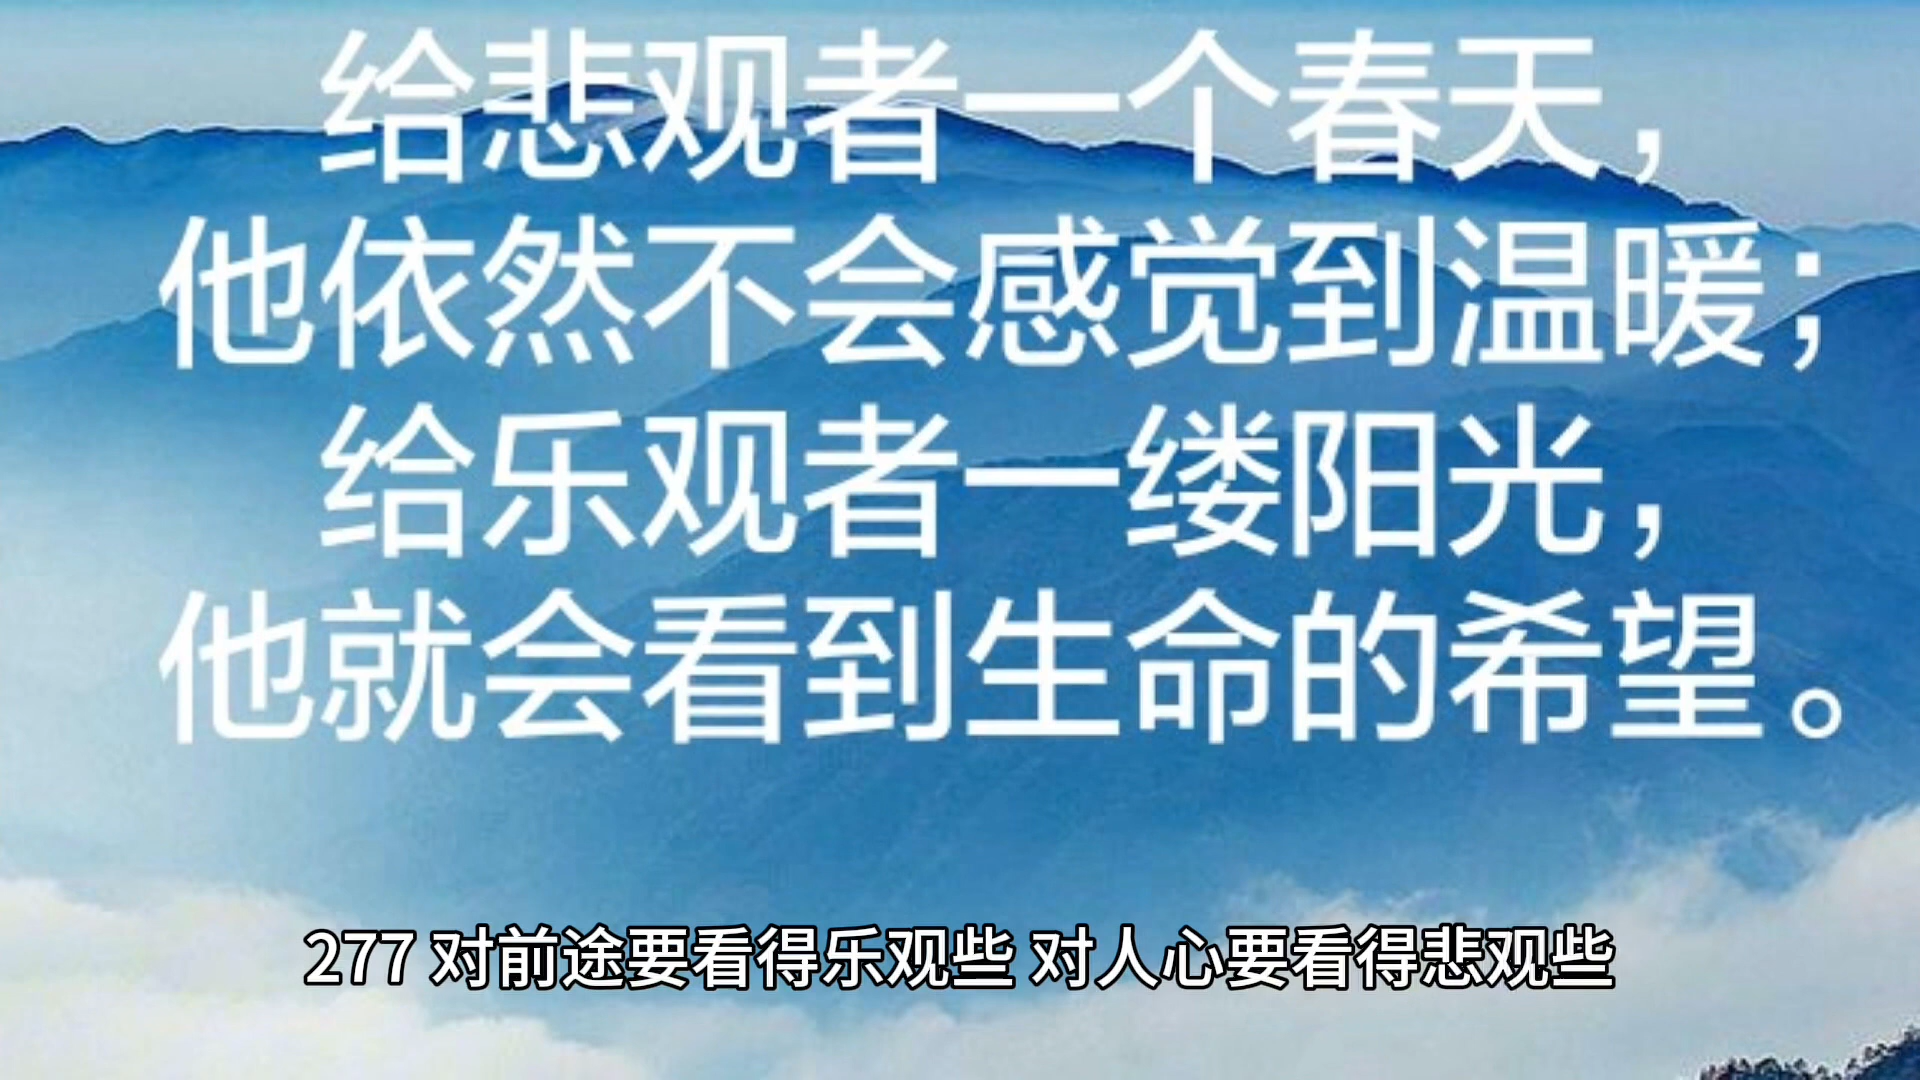 给悲观者一个春天，
他依然不会感觉到温暖；
给乐观者一缕阳光，
他就会看到生命的希望。
277 对前途要看得乐观些 对人心要看得悲观些